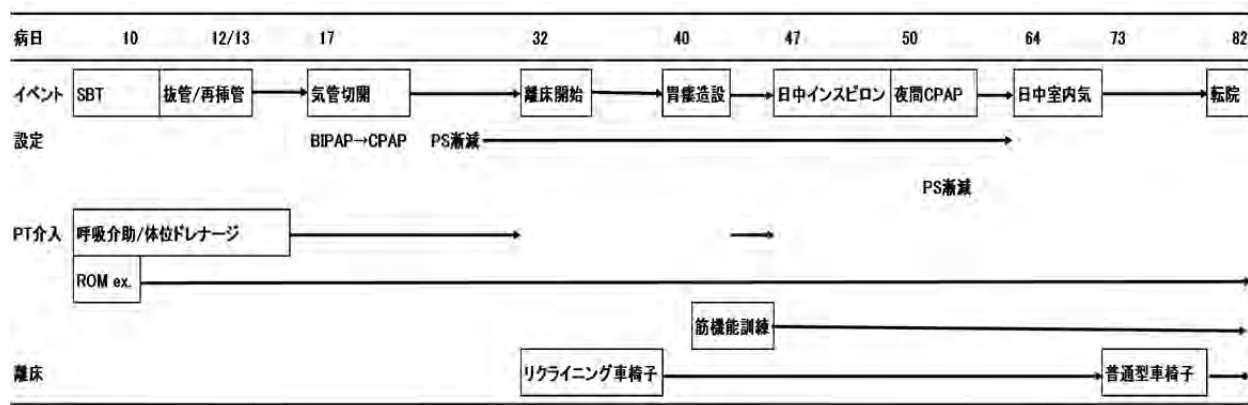 病日 10 12/13 17 32 40 47 50 64 73 82
イベント SBT 抜管/再挿管 気管切開 離床開始 胃瘻造設 日中インスピロン 夜間CPAP 日中室内気 転院
設定 BIPAP→CPAP PS漸減
PS漸減
PT介入 呼吸介助/体位ドレナージ
ROM ex.
筋機能訓練
離床 リクライニング車椅子 普通型車椅子